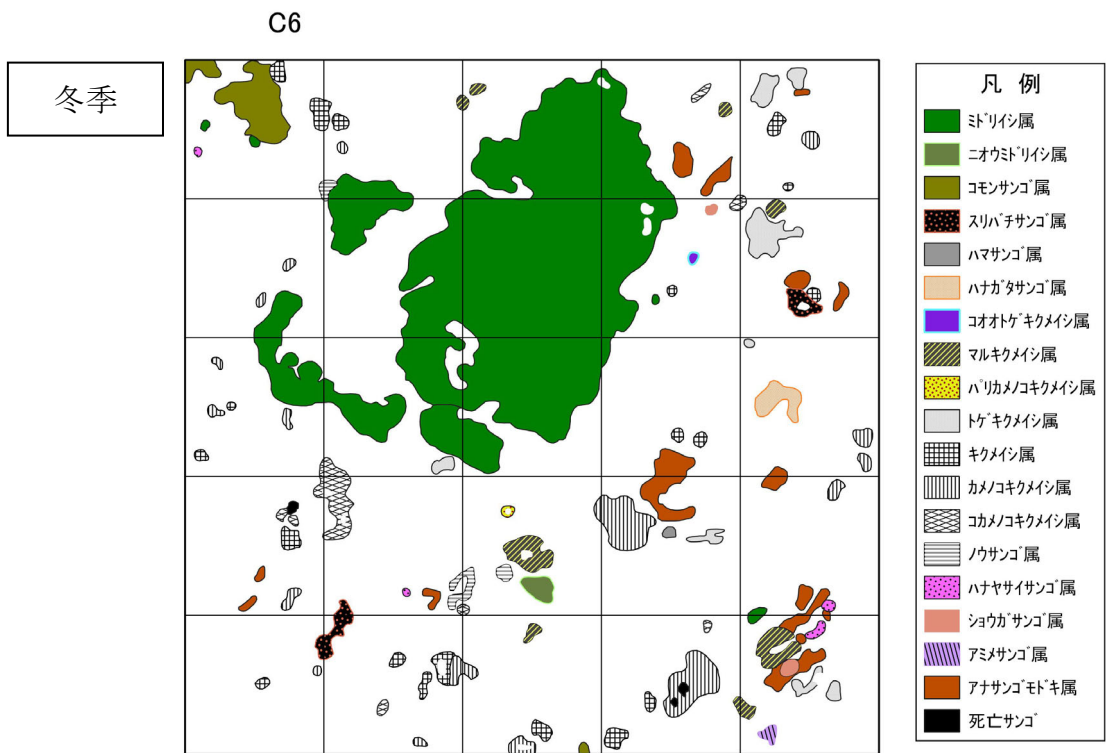 C6
冬季
凡 例
ミドリイシ属
ニオウミドリイシ属
コモンサンゴ属
スリバチサンゴ属
ハマサンゴ属
ハナガタサンゴ属
コオオトゲキクメイシ属
マルキクメイシ属
パリカメノコキクメイシ属
トゲキクメイシ属
キクメイシ属
カメノコキクメイシ属
コカメノコキクメイシ属
ノウサンゴ属
ハナヤサイサンゴ属
ショウガサンゴ属
アミメサンゴ属
アナサンゴモドキ属
死亡サンゴ